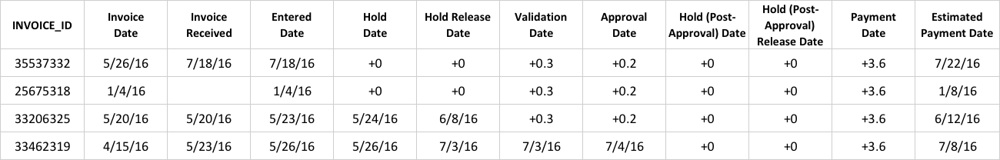 INVOICE_ID Invoice Date Invoice Received Entered Date Hold Date Hold Release Date Validation Date Approval Date Hold (Post-Approval) Date Hold (Post-Approval) Release Date Payment Date Estimated Payment Date
35537332 5/26/16 7/18/16 7/18/16 +0 +0 +0.3 +0.2 +0 +0 +3.6 7/22/16
25675318 1/4/16 1/4/16 +0 +0 +0.3 +0.2 +0 +0 +3.6 1/8/16
33206325 5/20/16 5/20/16 5/23/16 5/24/16 6/8/16 +0.3 +0.2 +0 +0 +3.6 6/12/16
33462319 4/15/16 5/23/16 5/26/16 5/26/16 7/3/16 7/3/16 7/4/16 +0 +0 +3.6 7/8/16